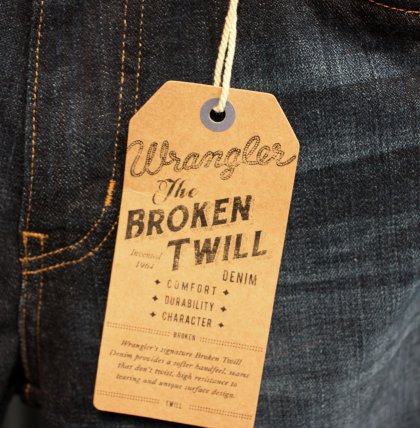 Wrangler
The
BROKEN
TWILL
Invented
1964
DENIM
COMFORT
DURABILITY
CHARACTER
BROKEN
Wrangler's signature Broken Twill
Denim provides a softer handfeel, seams
that don't twist, high resistance to
tearing and unique surface design.
TWILL